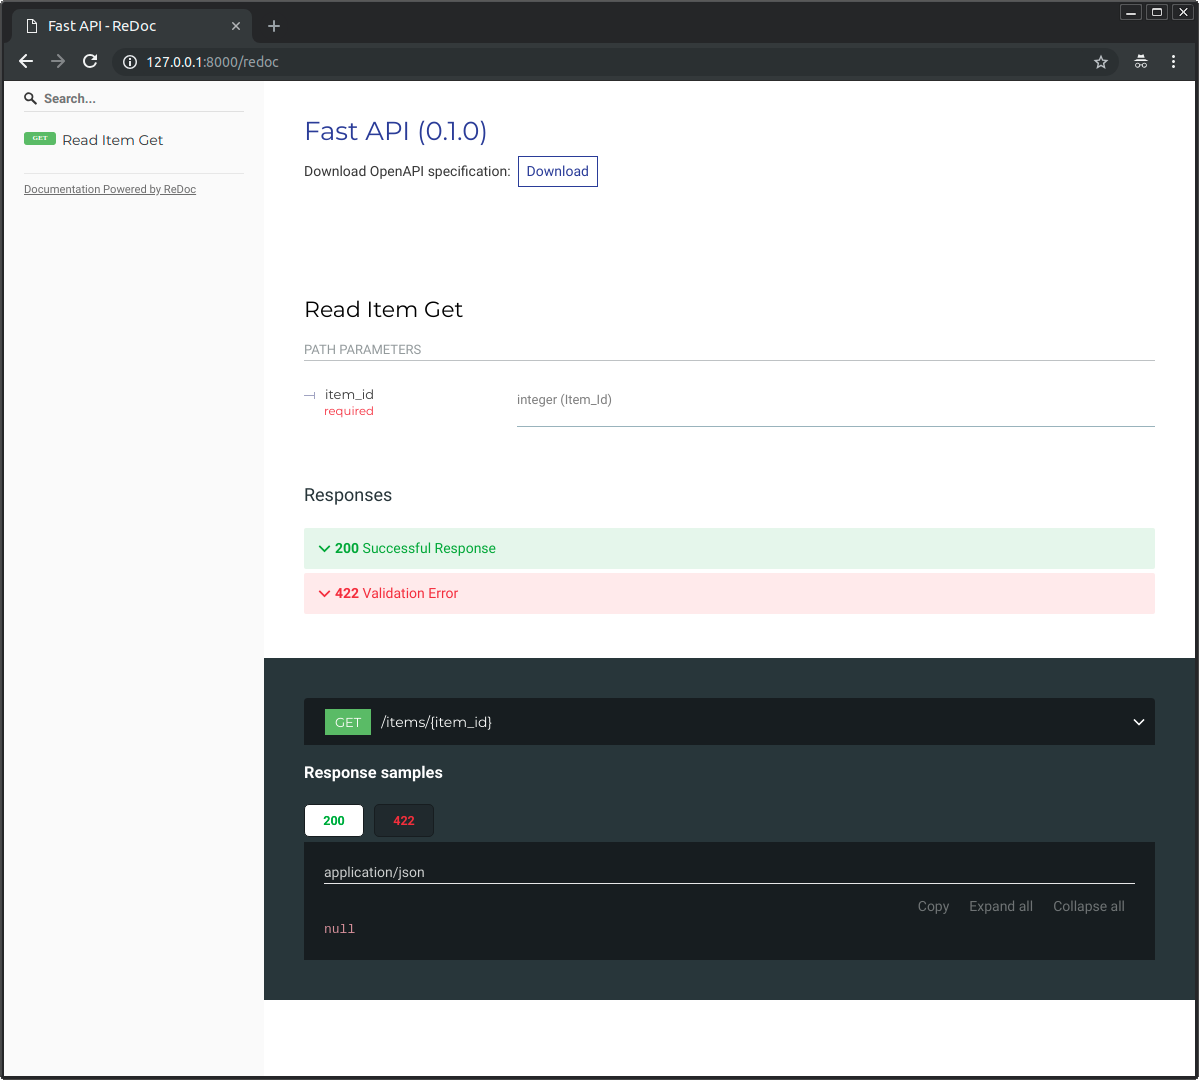 Fast API - ReDoc
127.0.0.1:8000/redoc
Search...
GET Read Item Get
Documentation Powered by ReDoc
Fast API (0.1.0)
Download OpenAPI specification: Download
Read Item Get
PATH PARAMETERS
item_id
required
integer (Item_Id)
Responses
200 Successful Response
422 Validation Error
GET /items/{item_id}
Response samples
200 422
application/json
Copy Expand all Collapse all
null